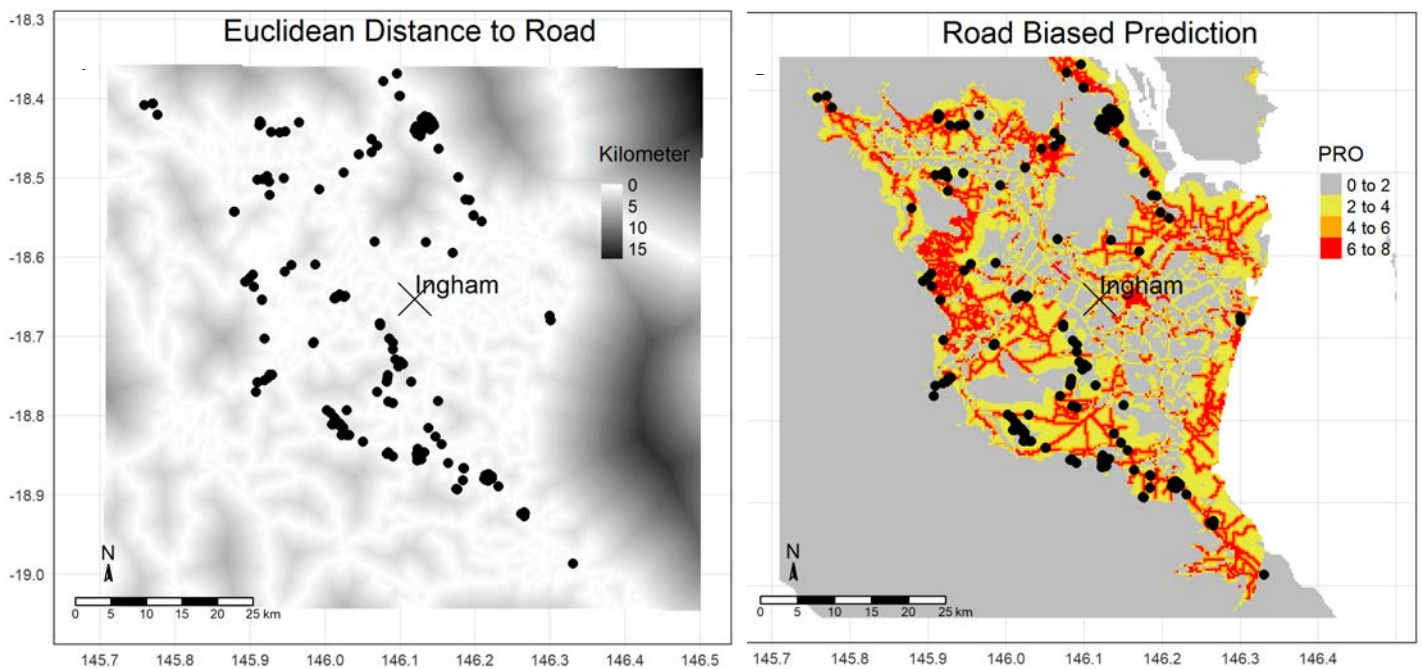 Euclidean Distance to Road
-18.3
-18.4
-18.5
-18.6
-18.7
-18.8
-18.9
-19.0
Kilometer
0
5
10
15
Ingham
N
0 5 10 15 20 25 km
145.7 145.8 145.9 146.0 146.1 146.2 146.3 146.4 146.5
Road Biased Prediction
PRO
0 to 2
2 to 4
4 to 6
6 to 8
Ingham
N
0 5 10 15 20 25 km
145.7 145.8 145.9 146.0 146.1 146.2 146.3 146.4